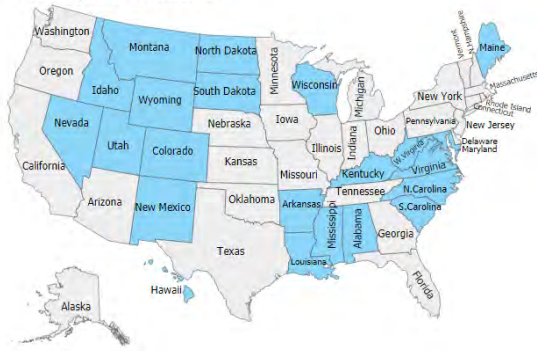 Washington
Oregon
California
Nevada
Idaho
Montana
Wyoming
Utah
Colorado
Arizona
New Mexico
North Dakota
South Dakota
Nebraska
Kansas
Oklahoma
Texas
Minnesota
Iowa
Missouri
Arkansas
Louisiana
Wisconsin
Illinois
Michigan
Indiana
Ohio
Kentucky
Tennessee
Mississippi
Alabama
Georgia
Florida
S.Carolina
N.Carolina
Virginia
W.Virginia
Maryland
Delaware
Pennsylvania
New Jersey
New York
Connecticut
Rhode Island
Massachusetts
Vermont
N.Hampshire
Maine
Alaska
Hawaii